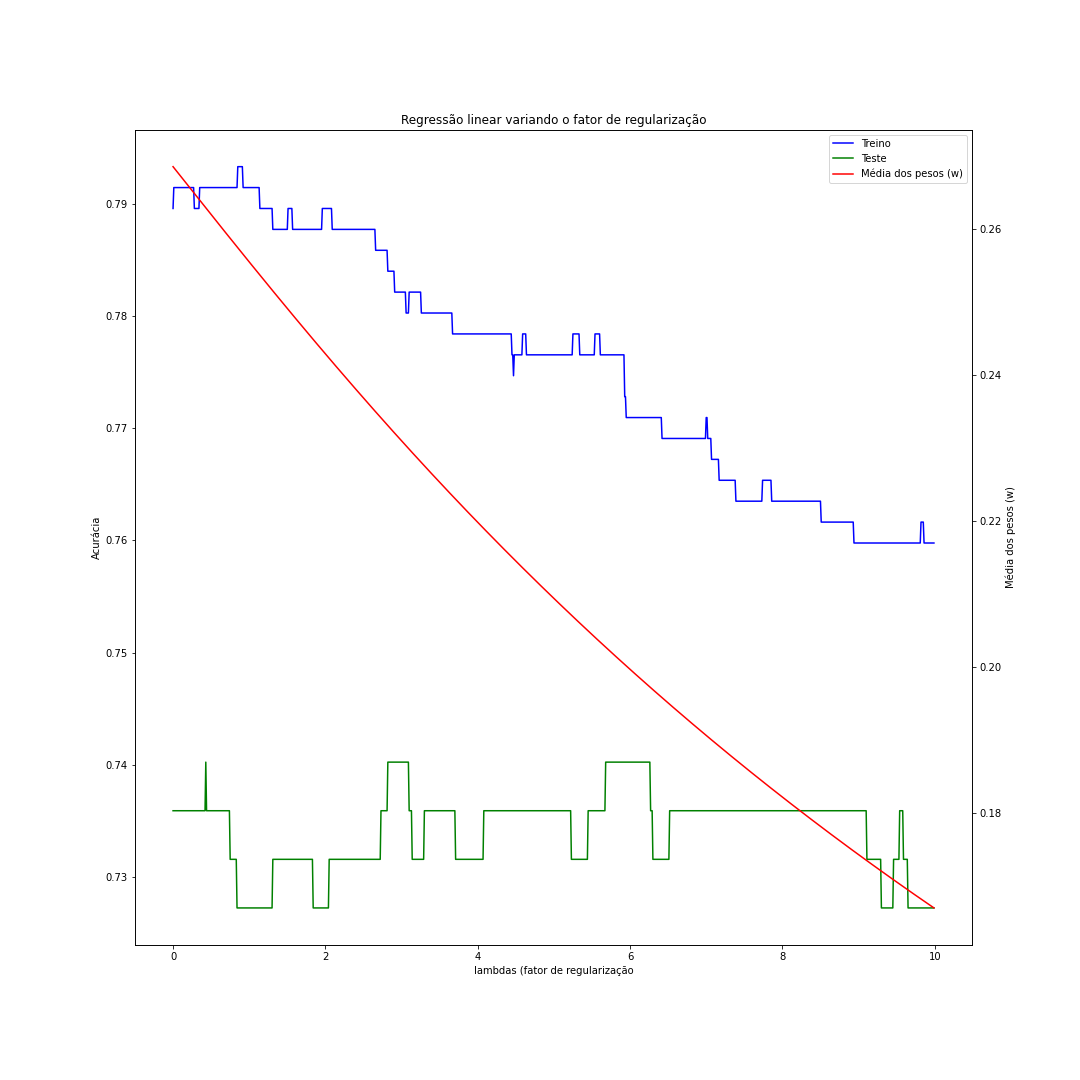 Regressão linear variando o fator de regularização
Treino
Teste
Média dos pesos (w)
0.79
0.78
0.77
0.76
0.75
0.74
0.73
Acurácia
0.26
0.24
0.22
0.20
0.18
Média dos pesos (w)
0 2 4 6 8 10
lambdas (fator de regularização